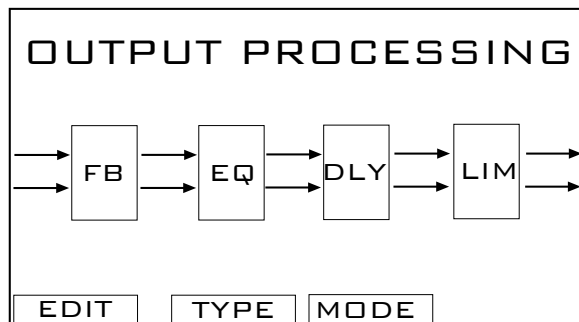 OUTPUT PROCESSING
FB EQ DLY LIM
EDIT TYPE MODE